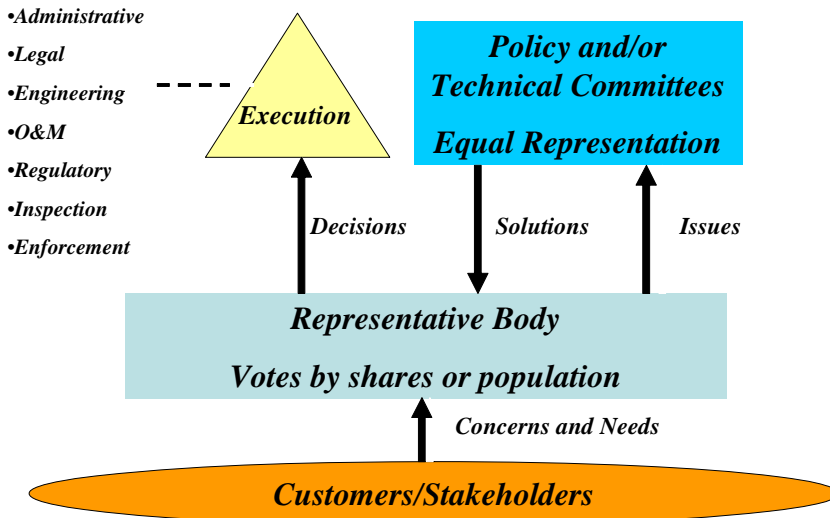 •Administrative
•Legal
•Engineering
•O&M
•Regulatory
•Inspection
•Enforcement
Execution
Policy and/or
Technical Committees
Equal Representation
Decisions
Solutions
Issues
Representative Body
Votes by shares or population
Concerns and Needs
Customers/Stakeholders